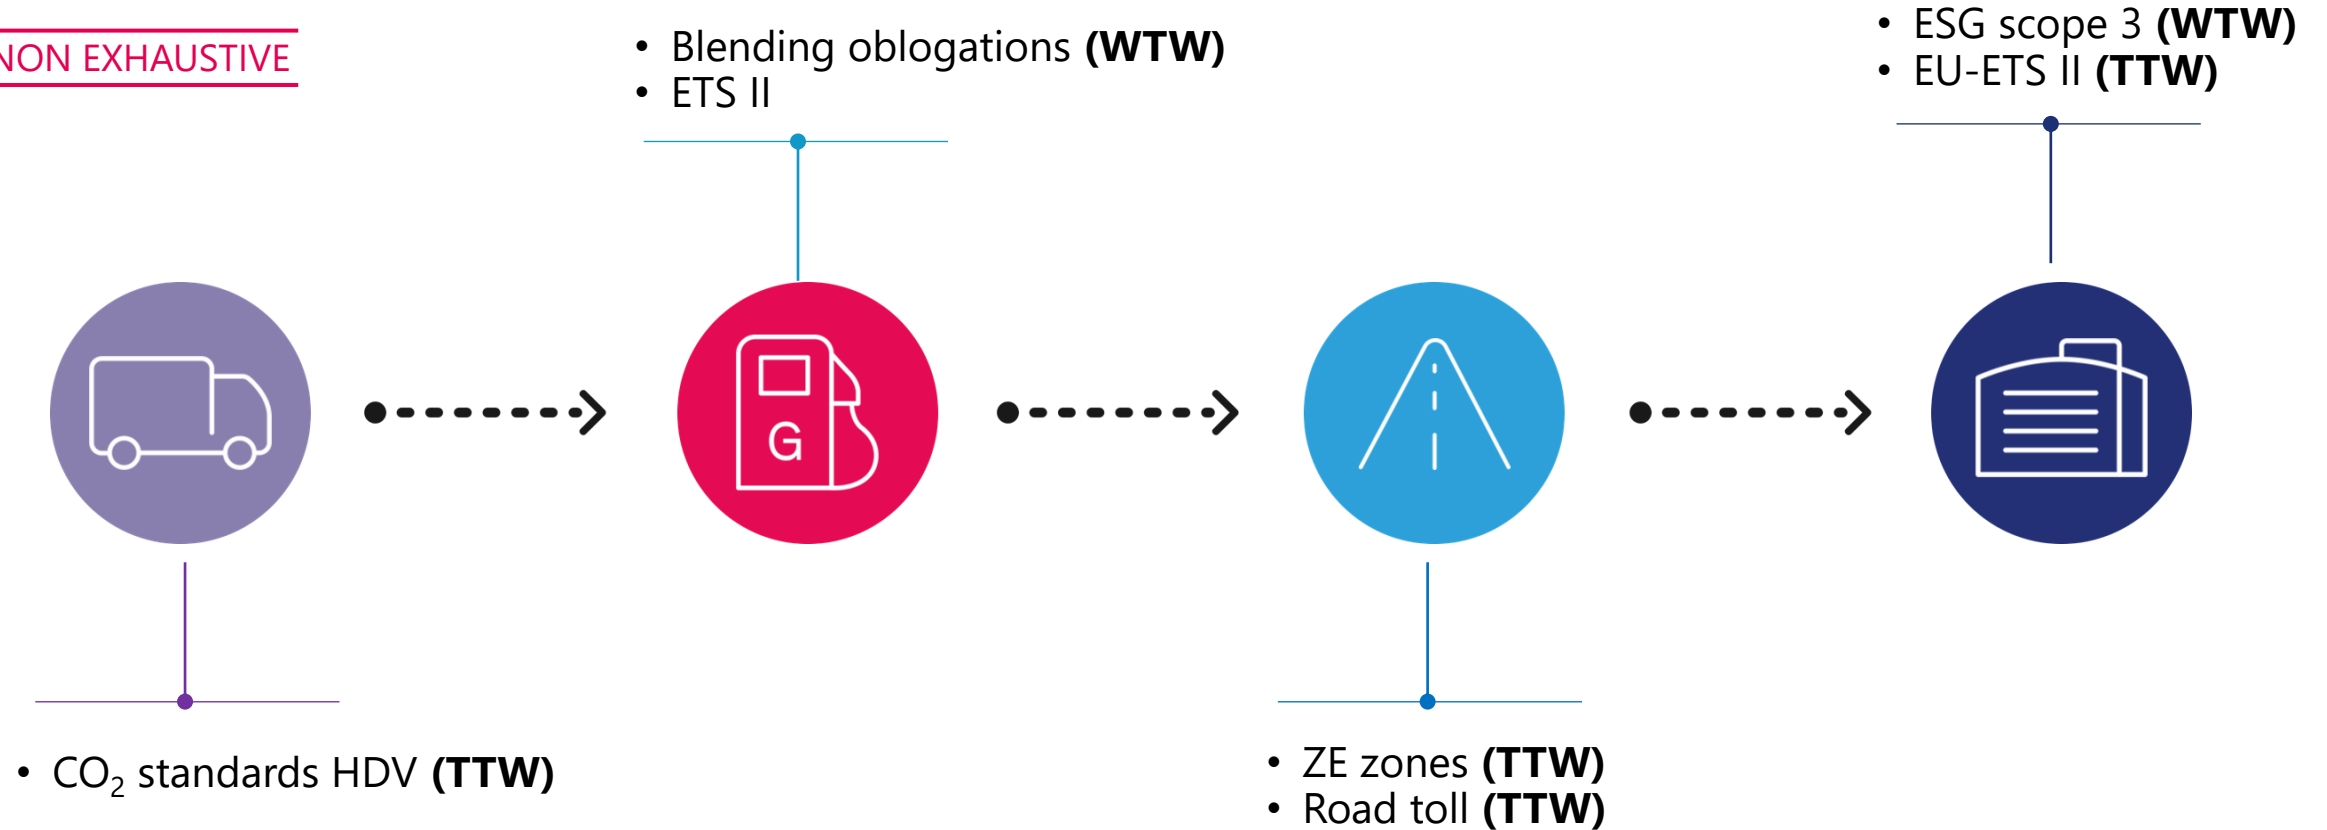 NON EXHAUSTIVE
• Blending oblogations (WTW)
• ETS II
• ESG scope 3 (WTW)
• EU-ETS II (TTW)
G
• CO₂ standards HDV (TTW)
• ZE zones (TTW)
• Road toll (TTW)